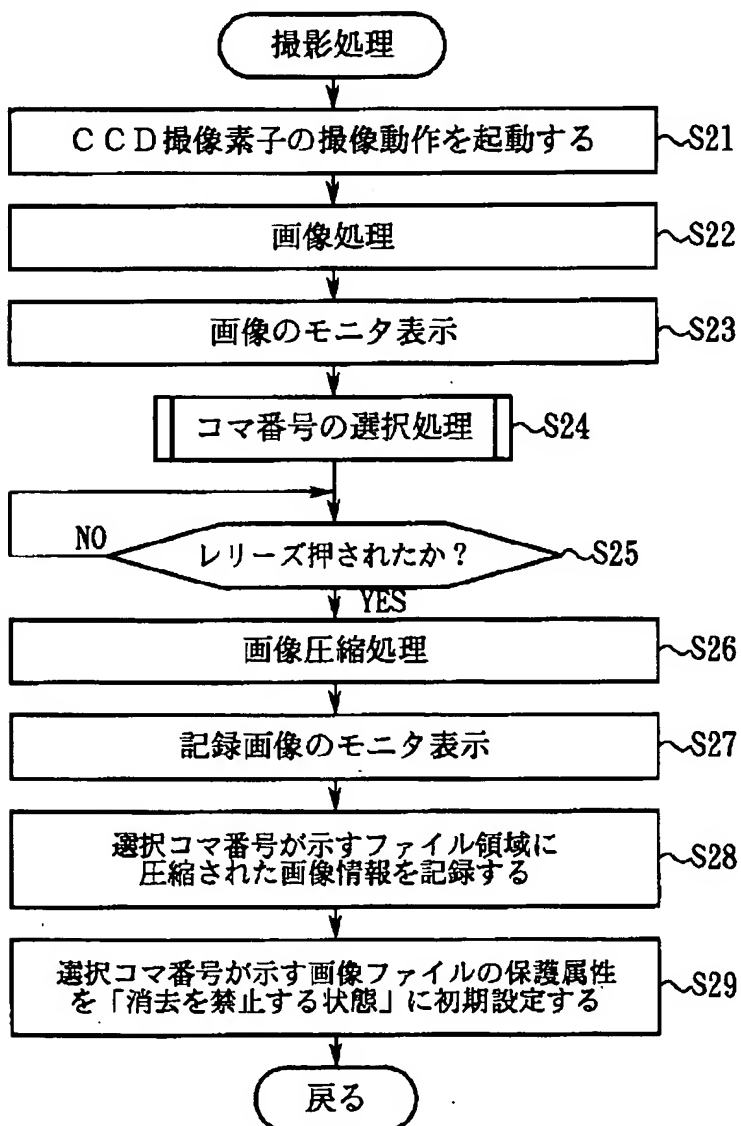 撮影処理
CCD撮像素子の撮像動作を起動する
S21
画像処理
S22
画像のモニタ表示
S23
コマ番号の選択処理
S24
NO
レリーズ押されたか?
S25
YES
画像圧縮処理
S26
記録画像のモニタ表示
S27
選択コマ番号が示すファイル領域に
圧縮された画像情報を記録する
S28
選択コマ番号が示す画像ファイルの保護属性
を「消去を禁止する状態」に初期設定する
S29
戻る